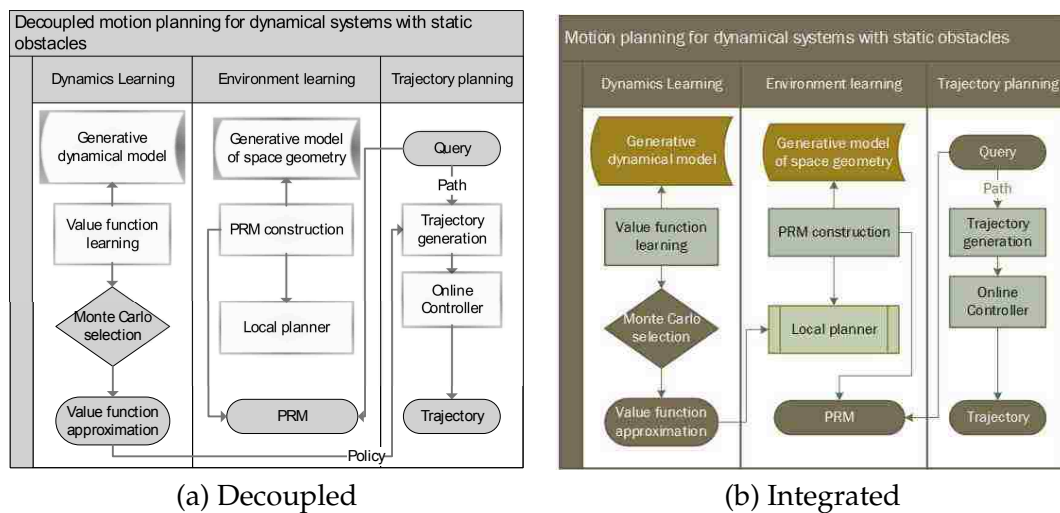 Decoupled motion planning for dynamical systems with static
obstacles
Dynamics Learning
Environment learning
Trajectory planning
Generative
dynamical model
Generative model
of space geometry
Query
Path
Value function
learning
PRM construction
Trajectory
generation
Online
Controller
Monte Carlo
selection
Local planner
Value function
approximation
PRM
Trajectory
Policy
(a) Decoupled
Motion planning for dynamical systems with static obstacles
Dynamics Learning
Environment learning
Trajectory planning
Generative
dynamical model
Generative model
of space geometry
Query
Path
Value function
learning
PRM construction
Trajectory
generation
Online
Controller
Monte Carlo
selection
Local planner
Value function
approximation
PRM
Trajectory
(b) Integrated